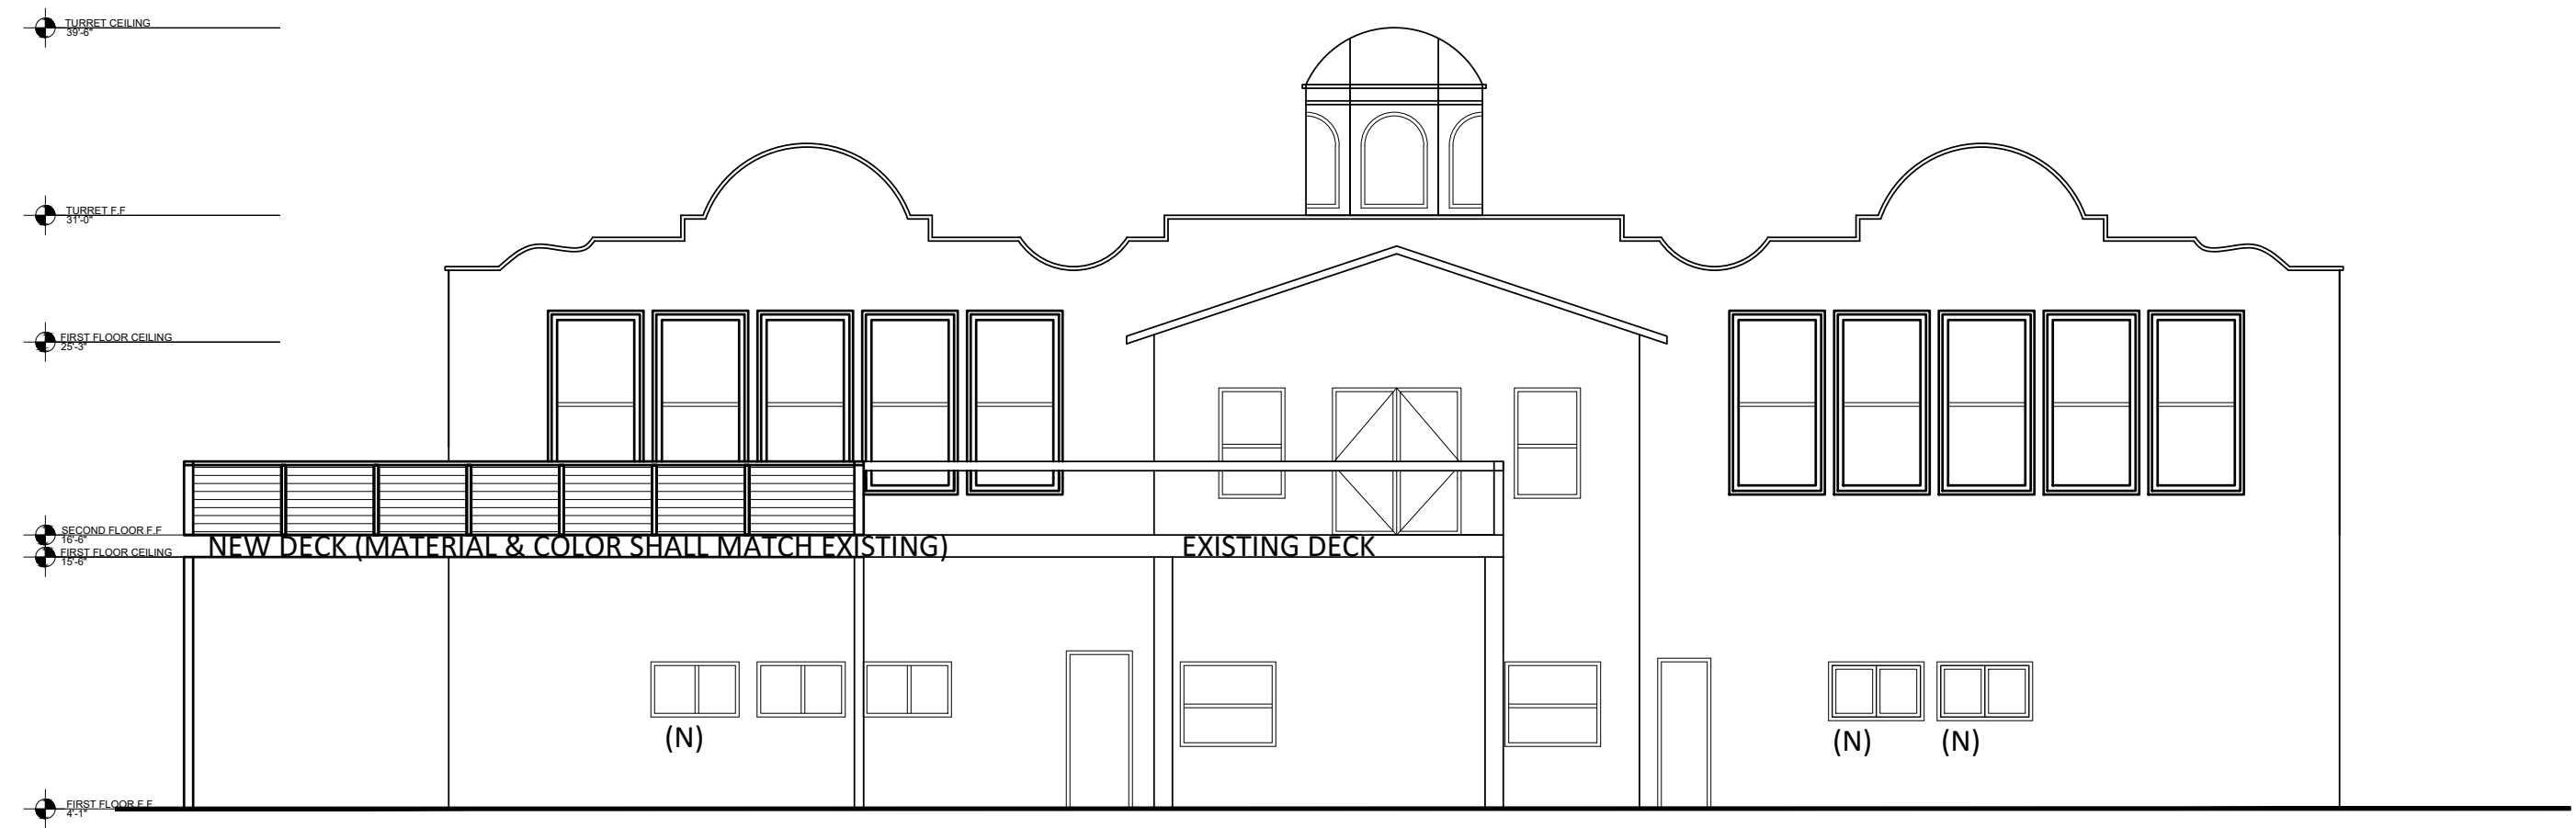 TURRET CEILING
39'-6"
TURRET F.F
31'-0"
FIRST FLOOR CEILING
25'-3"
SECOND FLOOR F.F
16'-6"
FIRST FLOOR CEILING
15'-6"
NEW DECK (MATERIAL & COLOR SHALL MATCH EXISTING)
EXISTING DECK
(N)
(N)
(N)
FIRST FLOOR F.F
4'-1"